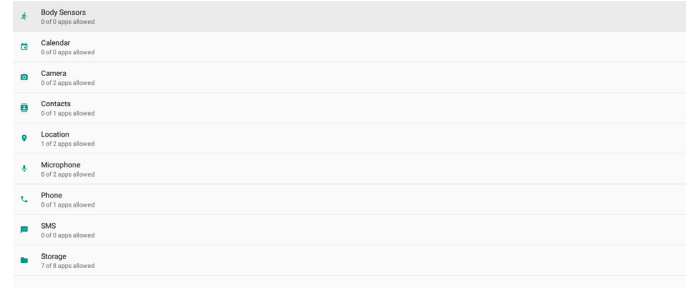 Body Sensors
0 of 0 apps allowed
Calendar
0 of 0 apps allowed
Camera
0 of 2 apps allowed
Contacts
0 of 1 apps allowed
Location
1 of 2 apps allowed
Microphone
0 of 2 apps allowed
Phone
0 of 1 apps allowed
SMS
0 of 0 apps allowed
Storage
7 of 8 apps allowed